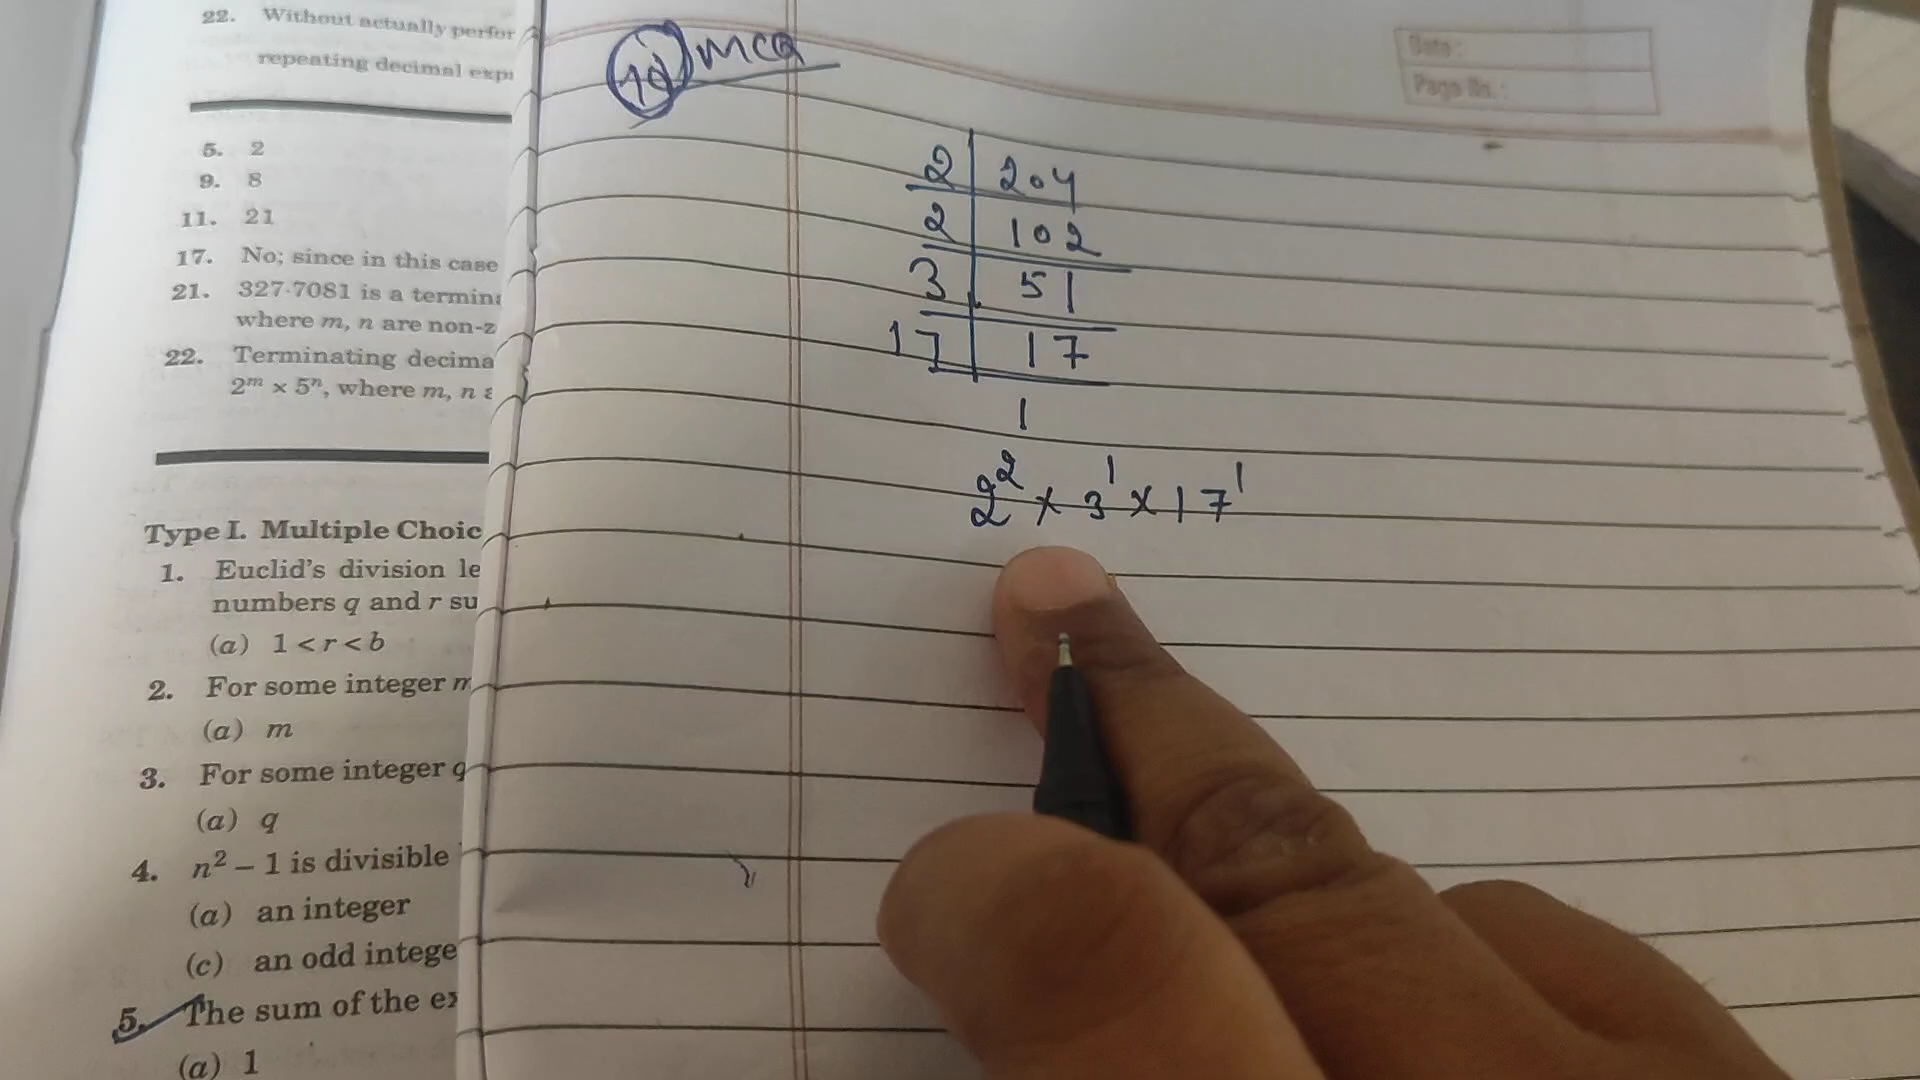 22. Without actually perfor
repeating decimal exp
5. 2
9. 8
11. 21
17. No; since in this case
21. 327·7081 is a termin
where m, n are non-z
22. Terminating decima
2ᵐ × 5ⁿ, where m, n
Type I. Multiple Choic
1. Euclid's division le
numbers q and r su
(a) 1 < r < b
2. For some integer m
(a) m
3. For some integer q
(a) q
4. n² – 1 is divisible
(a) an integer
(c) an odd intege
5. The sum of the ex
(a) 1
MCQ
Date :
Page No. :
2 | 204
2 | 102
3 | 51
17 | 17
1
2² × 3¹ × 17¹